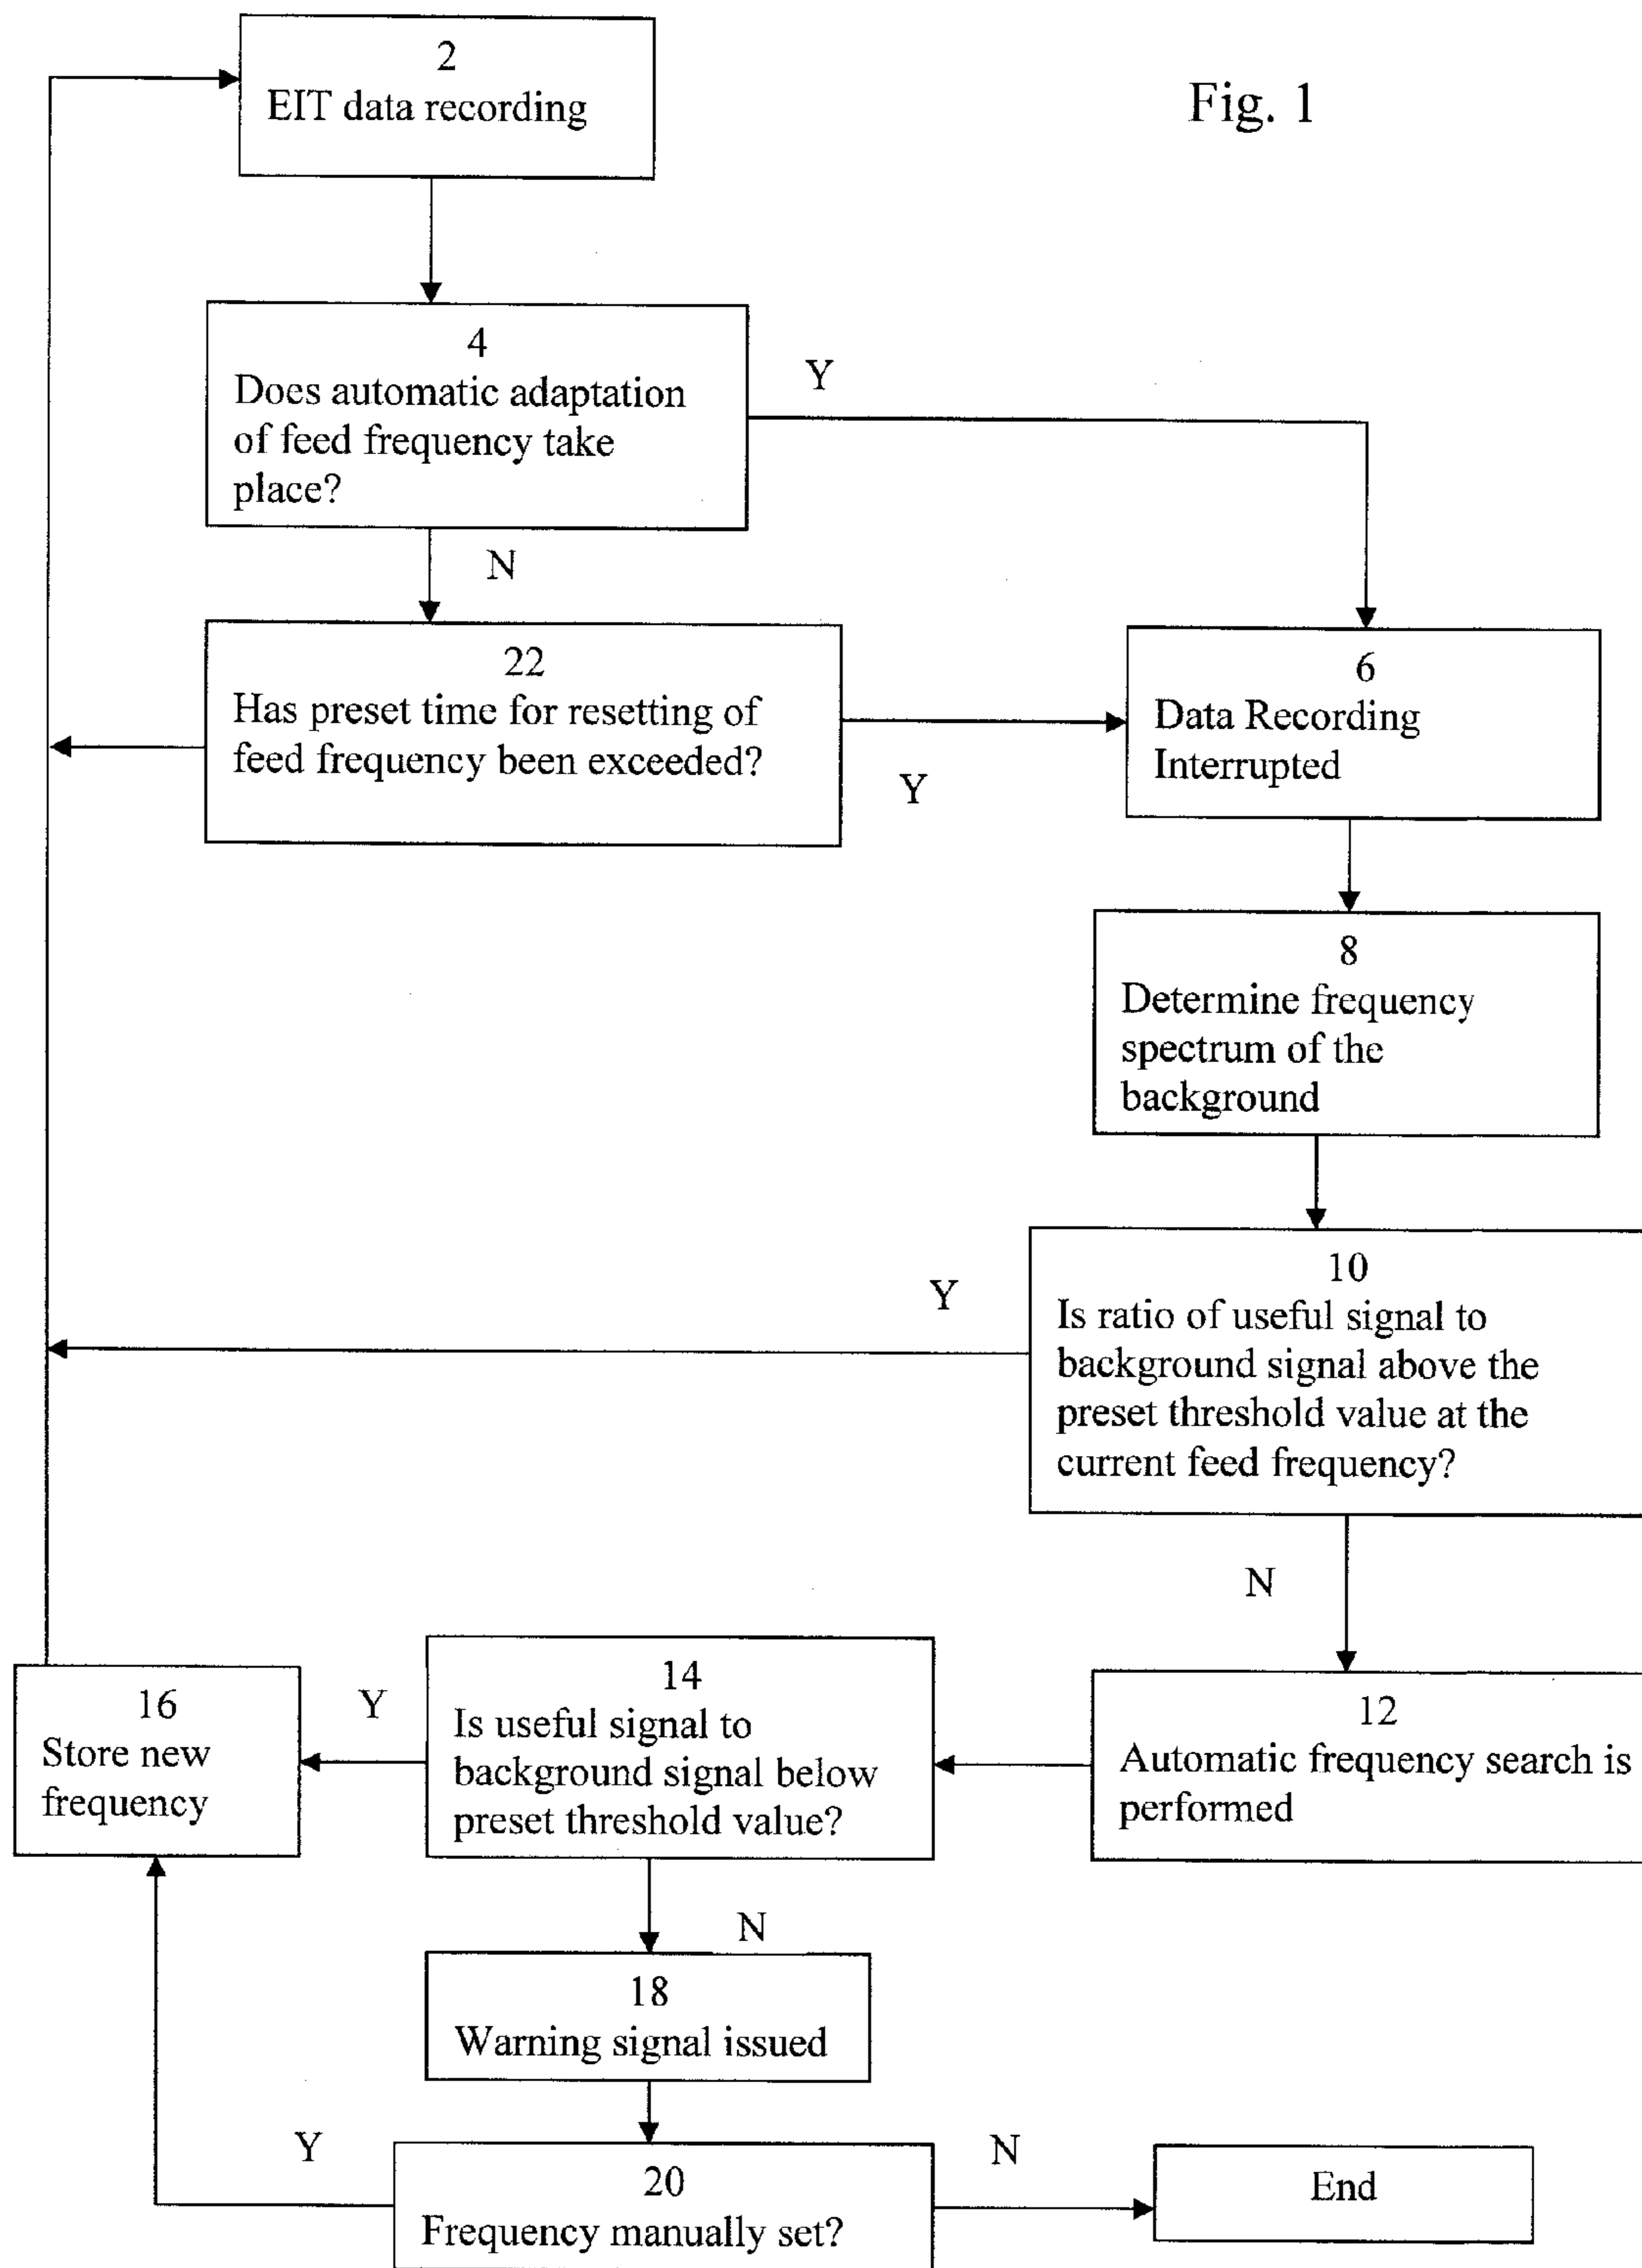 Fig. 1
2
EIT data recording
4
Does automatic adaptation
of feed frequency take
place?
Y
N
22
Has preset time for resetting of
feed frequency been exceeded?
Y
6
Data Recording
Interrupted
8
Determine frequency
spectrum of the
background
10
Is ratio of useful signal to
background signal above the
preset threshold value at the
current feed frequency?
Y
N
12
Automatic frequency search is
performed
14
Is useful signal to
background signal below
preset threshold value?
Y
N
16
Store new
frequency
18
Warning signal issued
20
Frequency manually set?
Y
N
End